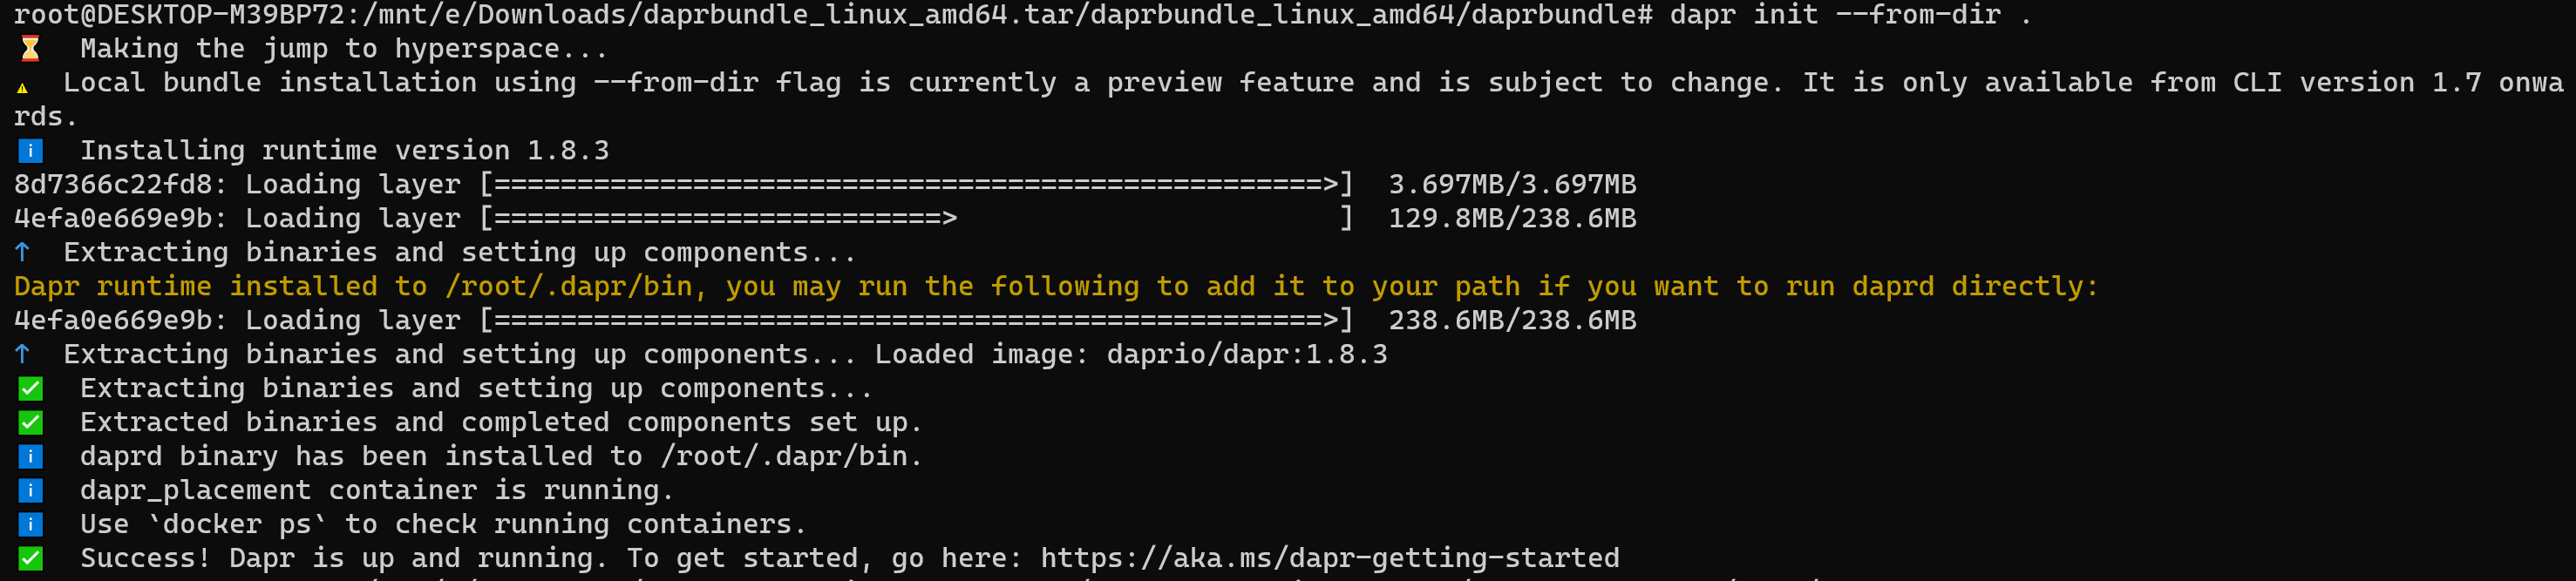 root@DESKTOP-M39BP72:/mnt/e/Downloads/daprbundle_linux_amd64.tar/daprbundle_linux_amd64/daprbundle# dapr init --from-dir .
Making the jump to hyperspace...
Local bundle installation using --from-dir flag is currently a preview feature and is subject to change. It is only available from CLI version 1.7 onwa
rds.
Installing runtime version 1.8.3
8d7366c22fd8: Loading layer [==================================================>]  3.697MB/3.697MB
4efa0e669e9b: Loading layer [===========================>                       ]  129.8MB/238.6MB
↑  Extracting binaries and setting up components...
Dapr runtime installed to /root/.dapr/bin, you may run the following to add it to your path if you want to run daprd directly:
4efa0e669e9b: Loading layer [==================================================>]  238.6MB/238.6MB
↑  Extracting binaries and setting up components... Loaded image: daprio/dapr:1.8.3
✅  Extracting binaries and setting up components...
✅  Extracted binaries and completed components set up.
ℹ️  daprd binary has been installed to /root/.dapr/bin.
ℹ️  dapr_placement container is running.
ℹ️  Use `docker ps` to check running containers.
✅  Success! Dapr is up and running. To get started, go here: https://aka.ms/dapr-getting-started